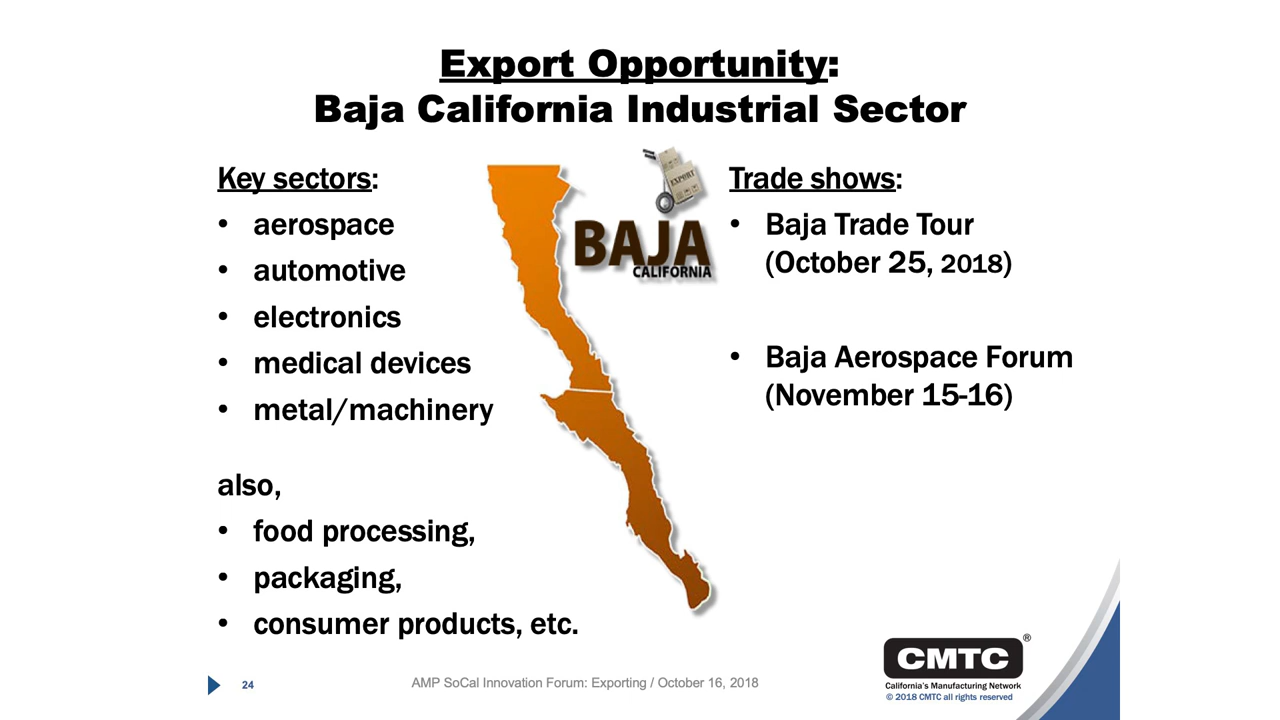 Export Opportunity:
Baja California Industrial Sector
Key sectors:
• aerospace
• automotive
• electronics
• medical devices
• metal/machinery
also,
• food processing,
• packaging,
• consumer products, etc.
EXPORT
BAJA
CALIFORNIA
Trade shows:
• Baja Trade Tour
(October 25, 2018)
• Baja Aerospace Forum
(November 15-16)
24
AMP SoCal Innovation Forum: Exporting / October 16, 2018
CMTC®
California's Manufacturing Network
© 2018 CMTC all rights reserved